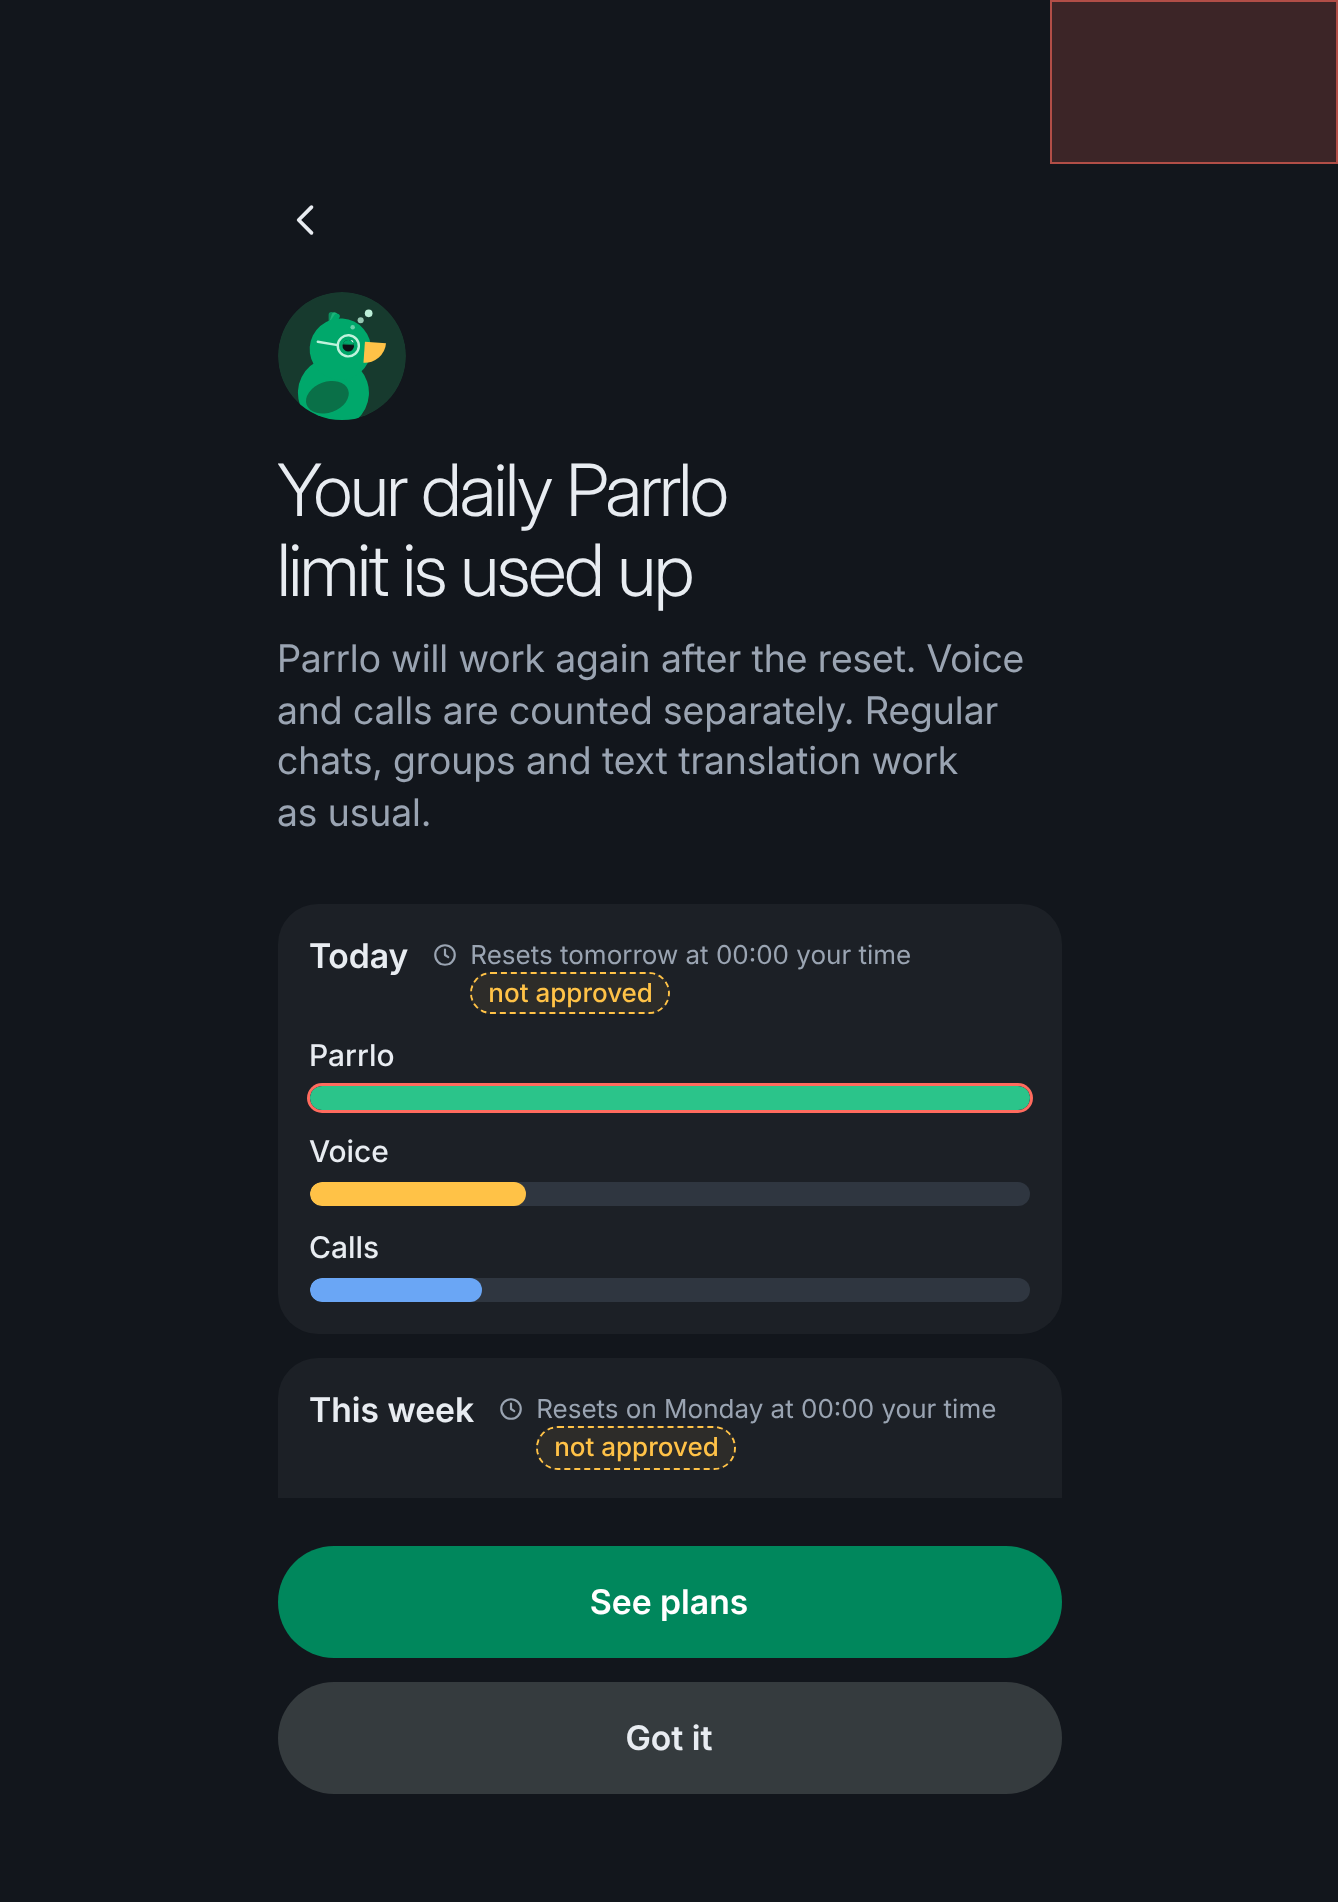 Your daily Parrlo
limit is used up
Parrlo will work again after the reset. Voice
and calls are counted separately. Regular
chats, groups and text translation work
as usual.
Today Resets tomorrow at 00:00 your time
not approved
Parrlo
Voice
Calls
This week Resets on Monday at 00:00 your time
not approved
See plans
Got it